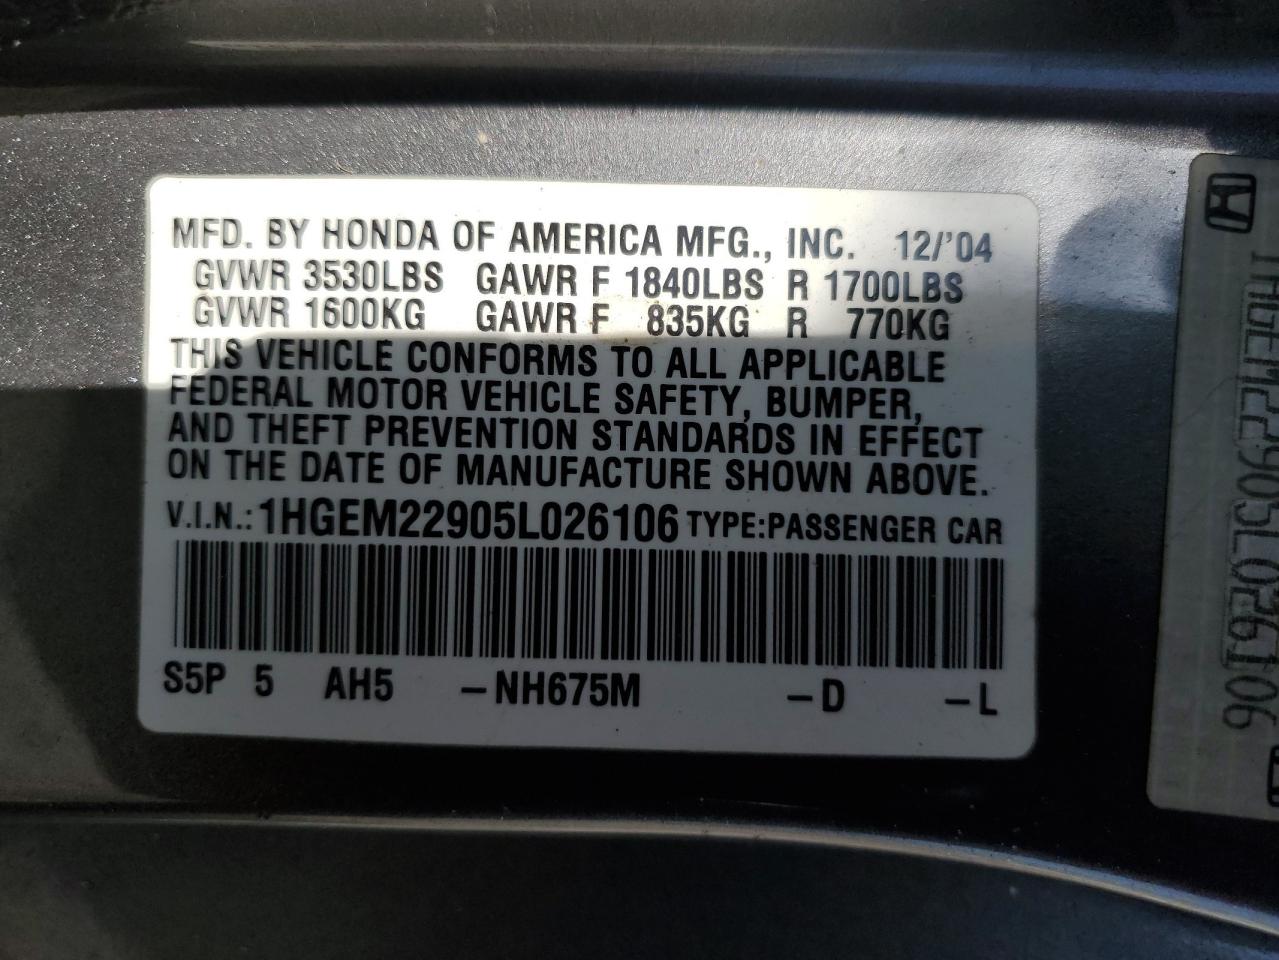 MFD. BY HONDA OF AMERICA MFG., INC. 12/'04
GVWR 3530LBS GAWR F 1840LBS R 1700LBS
GVWR 1600KG GAWR F 835KG R 770KG
THIS VEHICLE CONFORMS TO ALL APPLICABLE
FEDERAL MOTOR VEHICLE SAFETY, BUMPER,
AND THEFT PREVENTION STANDARDS IN EFFECT
ON THE DATE OF MANUFACTURE SHOWN ABOVE.
V.I.N.: 1HGEM22905L026106 TYPE:PASSENGER CAR
S5P 5 AH5 –NH675M –D –L
1HGEM22905L026106